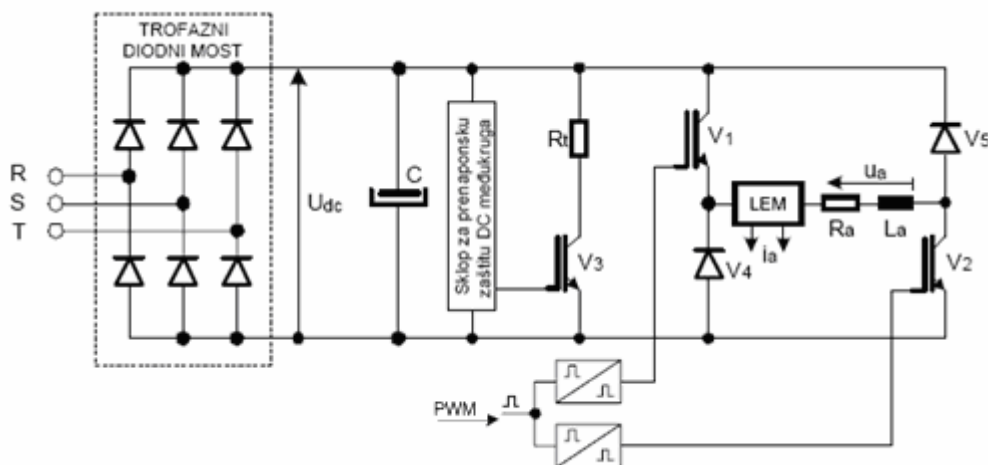 TROFAZNI
DIODNI MOST
R
S
T
Udc
C
Sklop za prenaponsku
zaštitu DC međukruga
Rt
V3
V1
V4
LEM
ia
ua
Ra
La
V5
V2
PWM